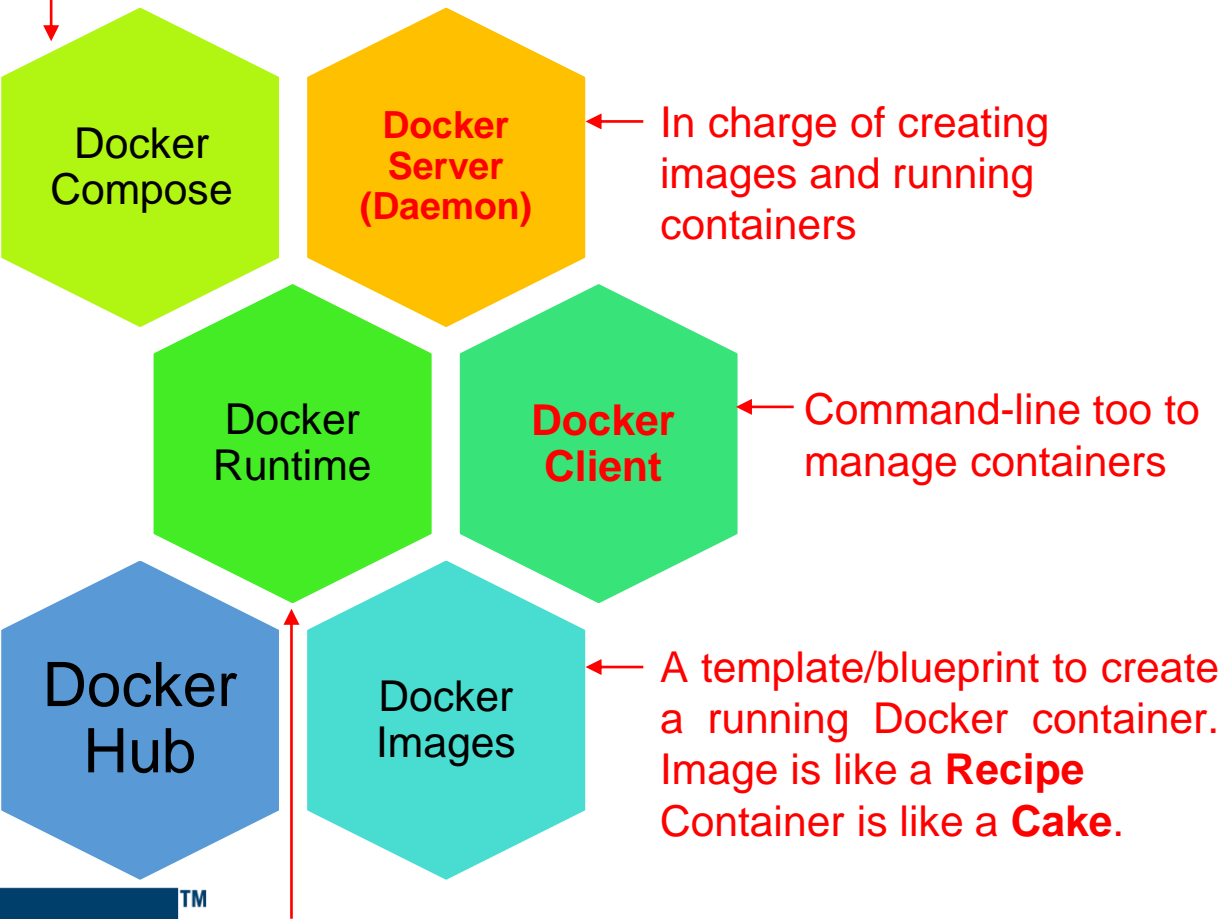 Docker
Compose
Docker
Server
(Daemon)
In charge of creating
images and running
containers
Docker
Runtime
Docker
Client
Command-line too to
manage containers
Docker
Hub
Docker
Images
A template/blueprint to create
a running Docker container.
Image is like a Recipe
Container is like a Cake.
TM